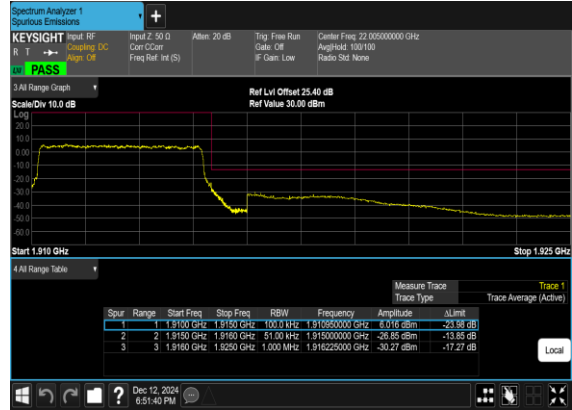 Spectrum Analyzer 1
Spurious Emissions
+
KEYSIGHT Input: RF Input Z: 50 Ω Atten: 20 dB Trig: Free Run Center Freq: 22.005000000 GHz
R T Coupling: DC Corr CCorr Gate: Off Avg|Hold: 100/100
Align: Off Freq Ref: Int (S) IF Gain: Low Radio Std: None
PASS
3 All Range Graph
Ref Lvl Offset 25.40 dB
Scale/Div 10.0 dB Ref Value 30.00 dBm
Log
20.0
10.0
0.00
-10.0
-20.0
-30.0
-40.0
-50.0
-60.0
Start 1.910 GHz Stop 1.925 GHz
4 All Range Table
Measure Trace Trace 1
Trace Type Trace Average (Active)
Spur Range Start Freq Stop Freq RBW Frequency Amplitude ΔLimit
1 1 1.9100 GHz 1.9150 GHz 100.0 kHz 1.910950000 GHz 6.016 dBm -23.98 dB
2 2 1.9150 GHz 1.9160 GHz 51.00 kHz 1.915000000 GHz -26.85 dBm -13.85 dB
3 3 1.9160 GHz 1.9250 GHz 1.000 MHz 1.916225000 GHz -30.27 dBm -17.27 dB
Local
? Dec 12, 2024
6:51:40 PM